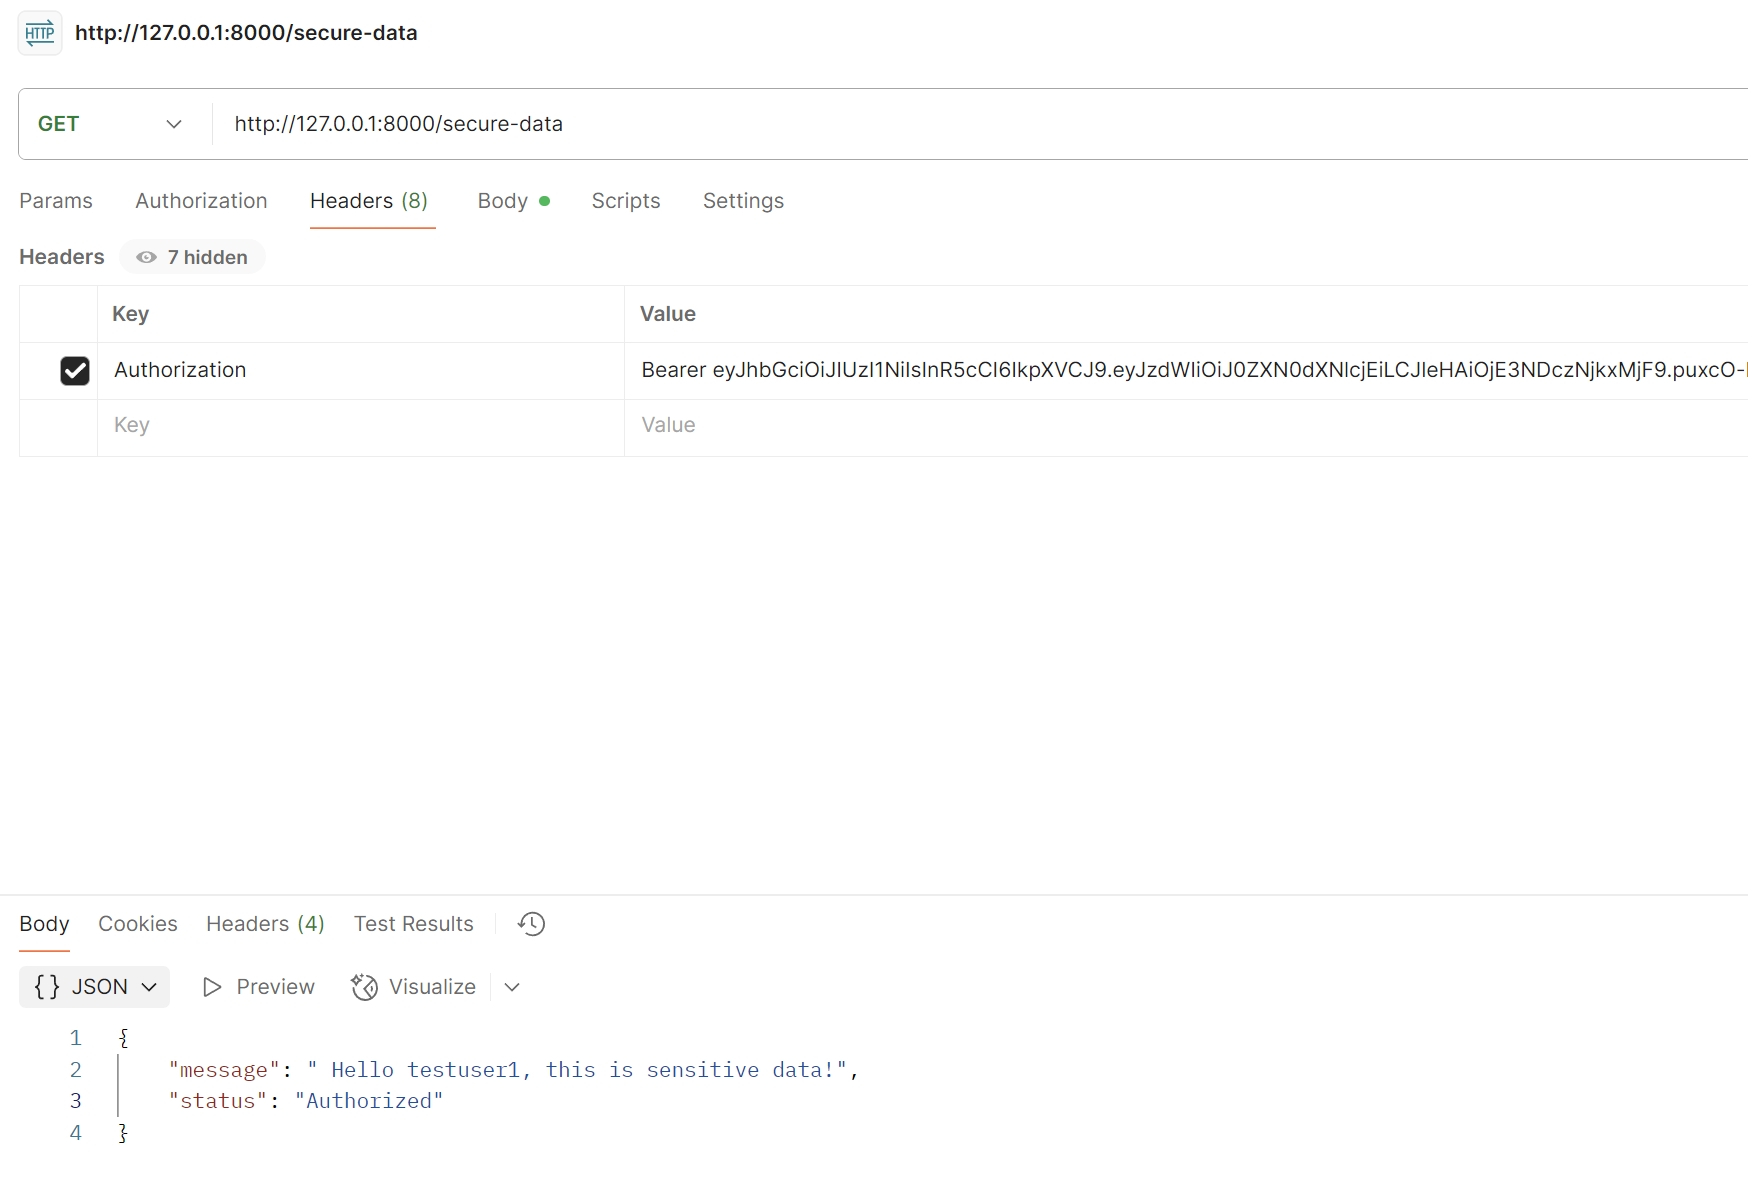 HTTP http://127.0.0.1:8000/secure-data
GET http://127.0.0.1:8000/secure-data
Params Authorization Headers (8) Body Scripts Settings
Headers 7 hidden
Key Value
Authorization Bearer eyJhbGciOiJIUzI1NiIsInR5cCI6IkpXVCJ9.eyJzdWIiOiJ0ZXN0dXNlcjEiLCJleHAiOjE3NDczNjkxMjF9.puxcO-
Key Value
Body Cookies Headers (4) Test Results
{} JSON Preview Visualize
1 {
2 "message": " Hello testuser1, this is sensitive data!",
3 "status": "Authorized"
4 }